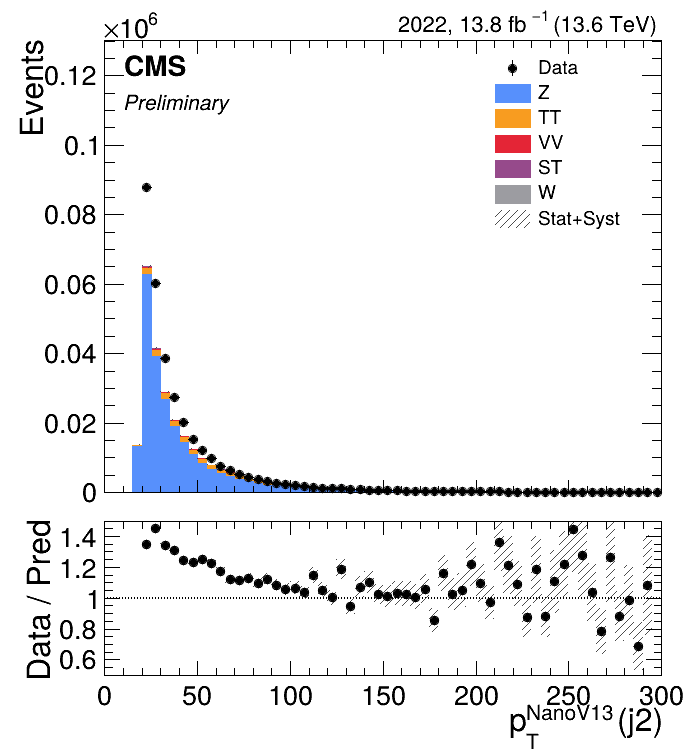 ×10⁶
2022, 13.8 fb⁻¹ (13.6 TeV)
CMS
Preliminary
Data
Z
TT
VV
ST
W
Stat+Syst
Events
0.12
0.1
0.08
0.06
0.04
0.02
0
Data / Pred
1.4
1.2
1
0.8
0.6
0 50 100 150 200 250 300
p_T^NanoV13 (j2)